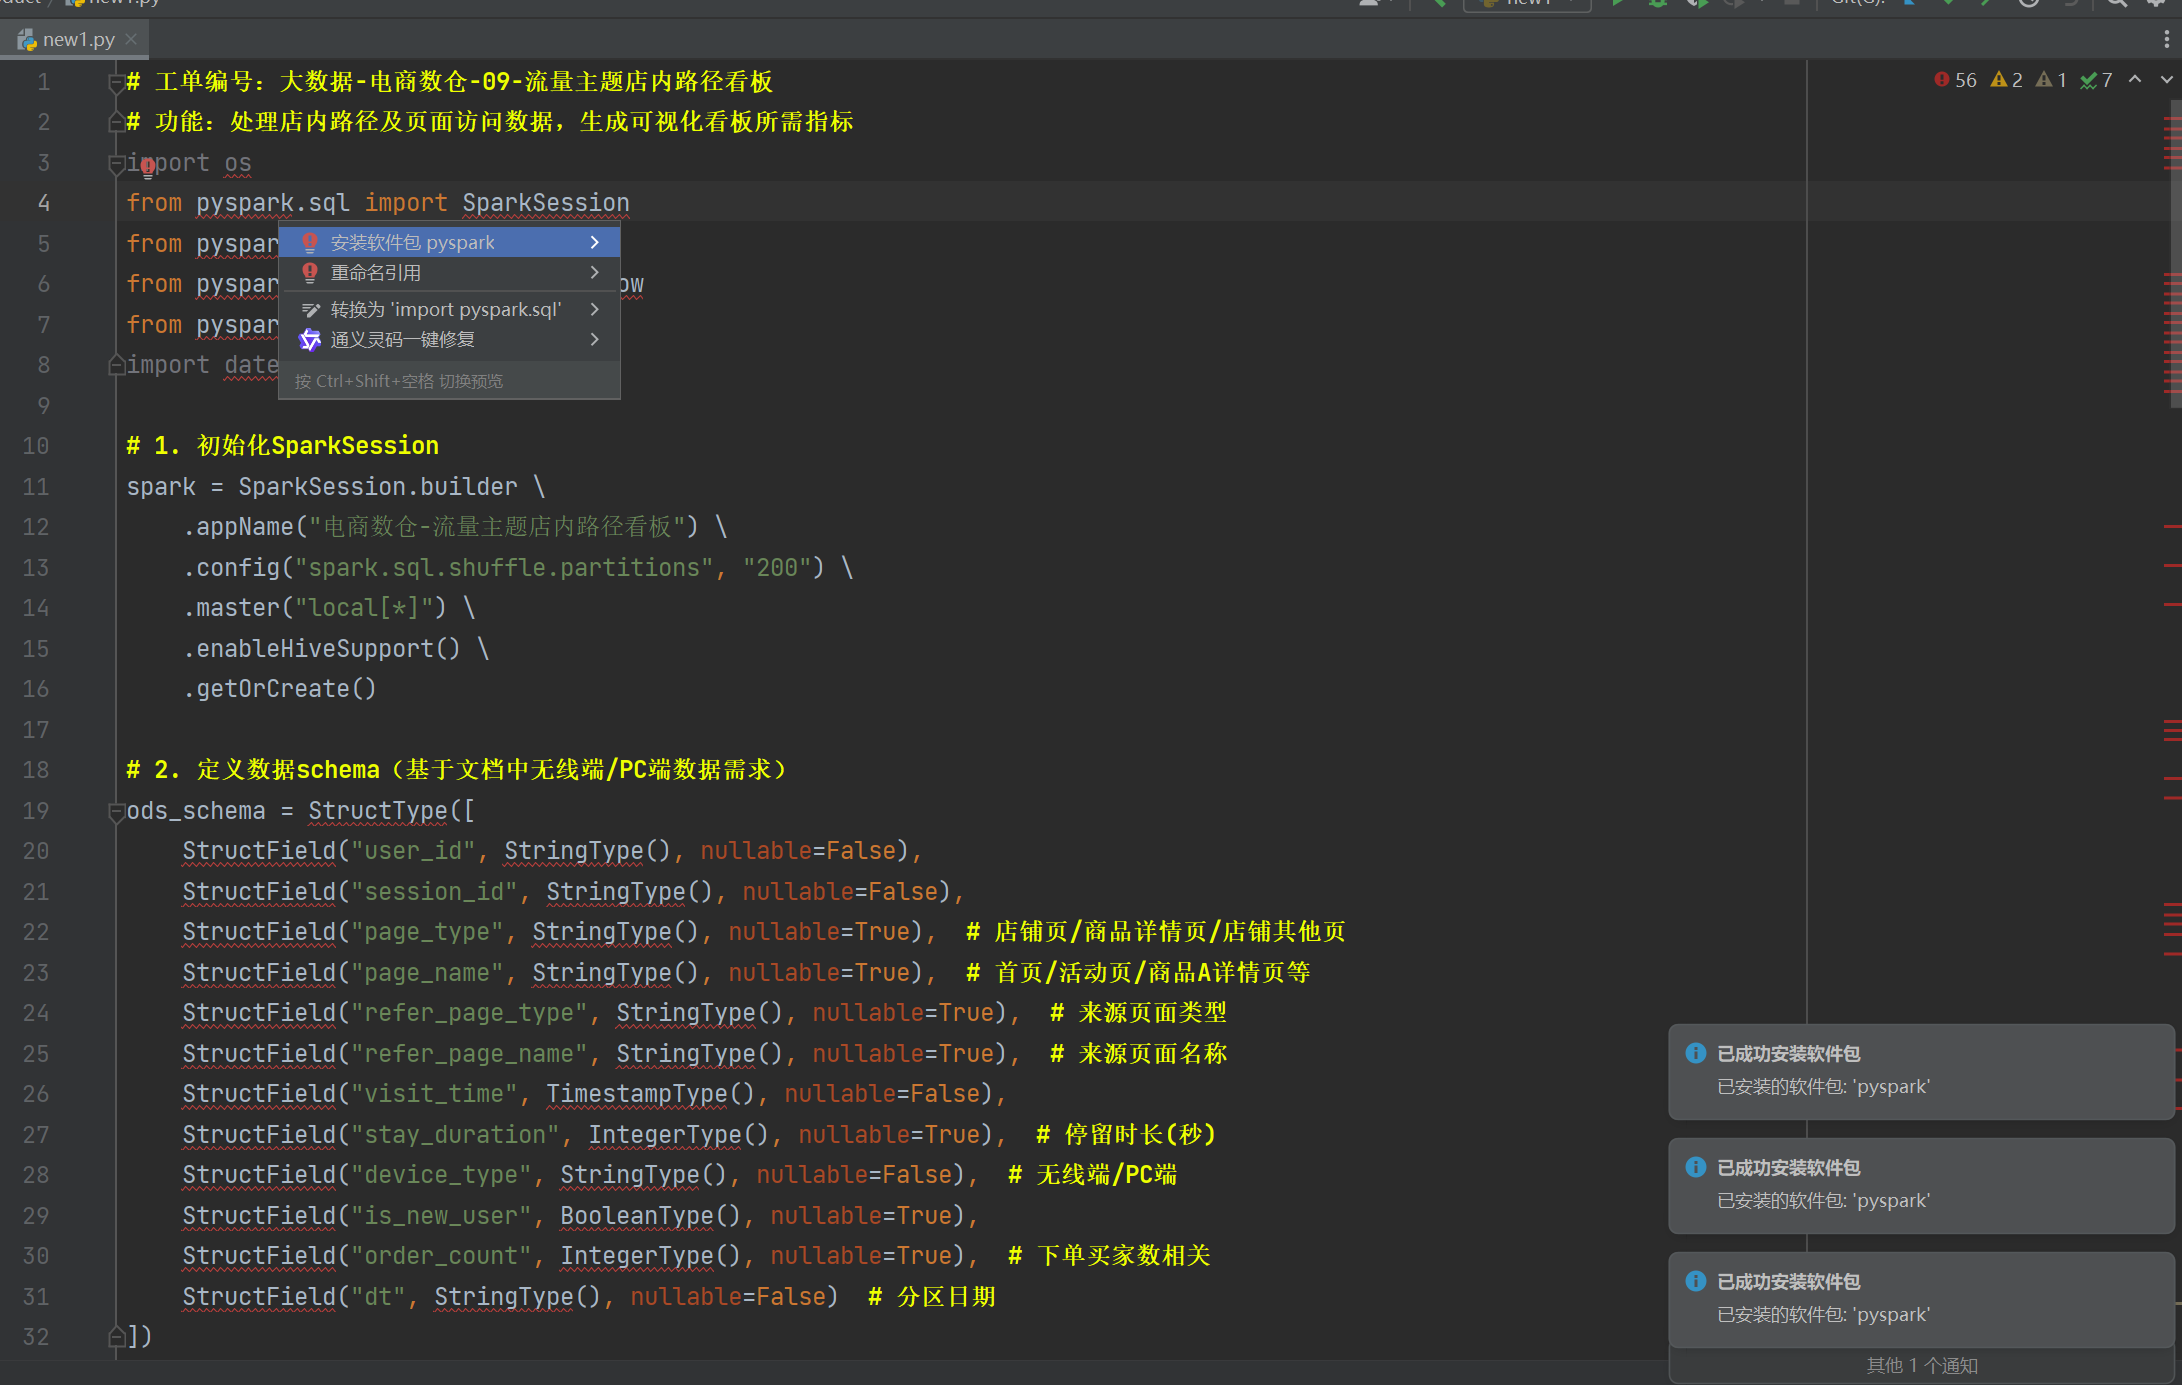 new1.py
# 工单编号：大数据-电商数仓-09-流量主题店内路径看板
56 2 1 7
# 功能：处理店内路径及页面访问数据，生成可视化看板所需指标
import os
from pyspark.sql import SparkSession
from pyspar
安装软件包 pyspark
from pyspar
重命名引用
ow
from pyspar
转换为 'import pyspark.sql'
通义灵码一键修复
import date
按 Ctrl+Shift+空格 切换预览
# 1. 初始化SparkSession
spark = SparkSession.builder \
.appName("电商数仓-流量主题店内路径看板") \
.config("spark.sql.shuffle.partitions", "200") \
.master("local[*]") \
.enableHiveSupport() \
.getOrCreate()
# 2. 定义数据schema（基于文档中无线端/PC端数据需求）
ods_schema = StructType([
StructField("user_id", StringType(), nullable=False),
StructField("session_id", StringType(), nullable=False),
StructField("page_type", StringType(), nullable=True),  # 店铺页/商品详情页/店铺其他页
StructField("page_name", StringType(), nullable=True),  # 首页/活动页/商品A详情页等
StructField("refer_page_type", StringType(), nullable=True),  # 来源页面类型
StructField("refer_page_name", StringType(), nullable=True),  # 来源页面名称
StructField("visit_time", TimestampType(), nullable=False),
StructField("stay_duration", IntegerType(), nullable=True),  # 停留时长(秒)
StructField("device_type", StringType(), nullable=False),  # 无线端/PC端
StructField("is_new_user", BooleanType(), nullable=True),
StructField("order_count", IntegerType(), nullable=True),  # 下单买家数相关
StructField("dt", StringType(), nullable=False)  # 分区日期
])
已成功安装软件包
已安装的软件包: 'pyspark'
已成功安装软件包
已安装的软件包: 'pyspark'
已成功安装软件包
已安装的软件包: 'pyspark'
其他 1 个通知
1
2
3
4
5
6
7
8
9
10
11
12
13
14
15
16
17
18
19
20
21
22
23
24
25
26
27
28
29
30
31
32